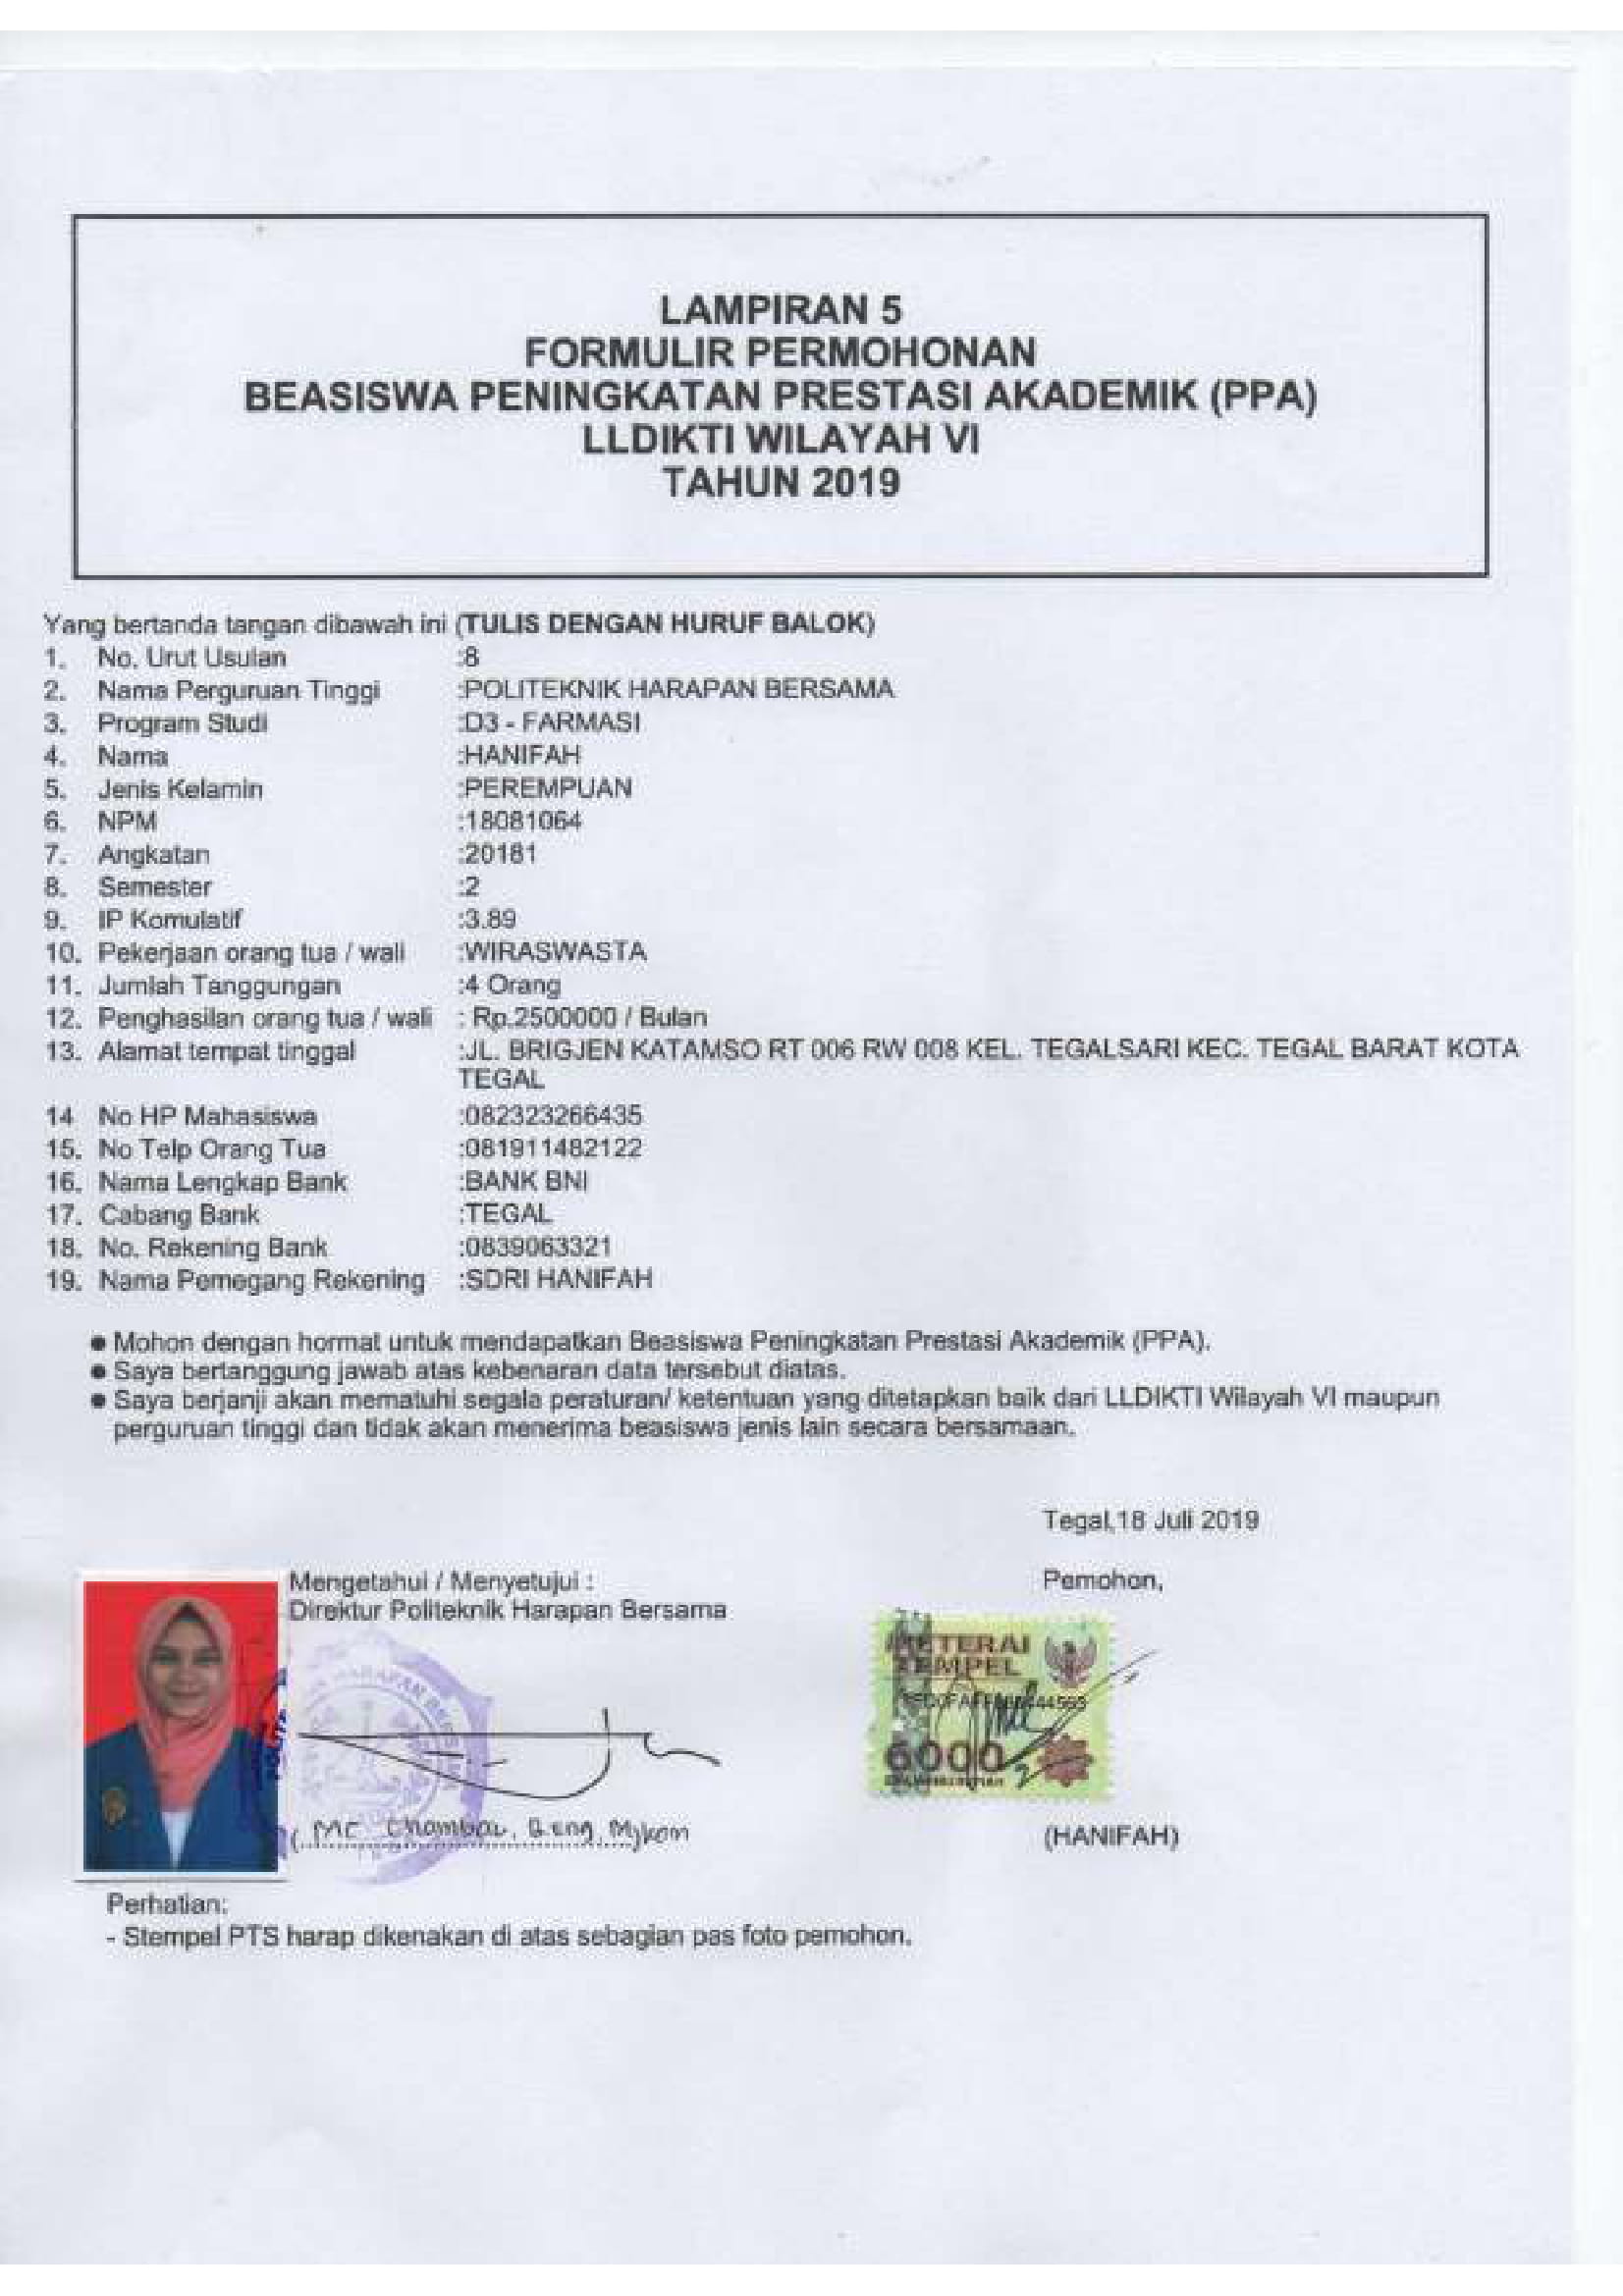 LAMPIRAN 5
FORMULIR PERMOHONAN
BEASISWA PENINGKATAN PRESTASI AKADEMIK (PPA)
LLDIKTI WILAYAH VI
TAHUN 2019
Yang bertanda tangan dibawah ini (TULIS DENGAN HURUF BALOK)
1. No. Urut Usulan :8
2. Nama Perguruan Tinggi :POLITEKNIK HARAPAN BERSAMA
3. Program Studi :D3 - FARMASI
4. Nama :HANIFAH
5. Jenis Kelamin :PEREMPUAN
6. NPM :18081064
7. Angkatan :20181
8. Semester :2
9. IP Komulatif :3.89
10. Pekerjaan orang tua / wali :WIRASWASTA
11. Jumlah Tanggungan :4 Orang
12. Penghasilan orang tua / wali : Rp.2500000 / Bulan
13. Alamat tempat tinggal :JL. BRIGJEN KATAMSO RT 006 RW 008 KEL. TEGALSARI KEC. TEGAL BARAT KOTA
TEGAL
14 No HP Mahasiswa :082323266435
15. No Telp Orang Tua :081911482122
16. Nama Lengkap Bank :BANK BNI
17. Cabang Bank :TEGAL
18. No. Rekening Bank :0839063321
19. Nama Pemegang Rekening :SDRI HANIFAH
● Mohon dengan hormat untuk mendapatkan Beasiswa Peningkatan Prestasi Akademik (PPA).
● Saya bertanggung jawab atas kebenaran data tersebut diatas.
● Saya berjanji akan mematuhi segala peraturan/ ketentuan yang ditetapkan baik dari LLDIKTI Wilayah VI maupun
perguruan tinggi dan tidak akan menerima beasiswa jenis lain secara bersamaan.
Tegal,18 Juli 2019
Mengetahui / Menyetujui :
Direktur Politeknik Harapan Bersama
Pemohon,
METERAI
TEMPEL
6000
(HANIFAH)
Perhatian:
- Stempel PTS harap dikenakan di atas sebagian pas foto pemohon.